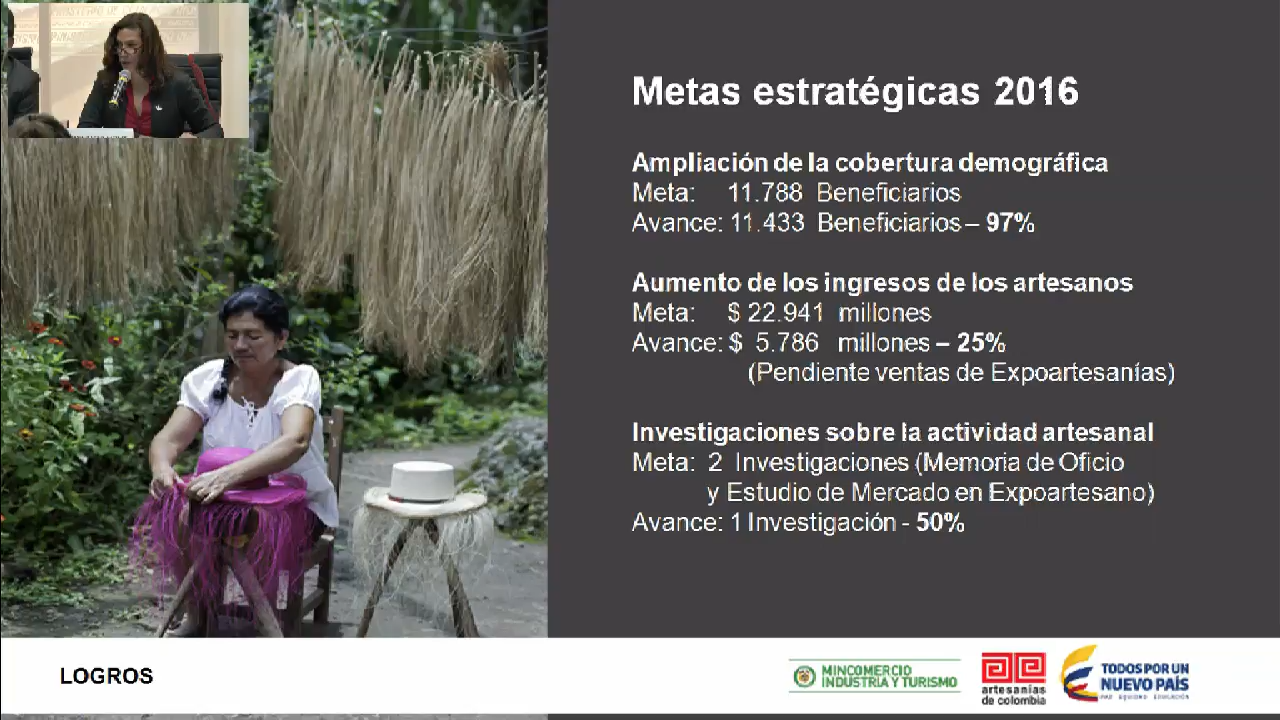 Metas estratégicas 2016
Ampliación de la cobertura demográfica
Meta: 11.788 Beneficiarios
Avance: 11.433 Beneficiarios – 97%
Aumento de los ingresos de los artesanos
Meta: $ 22.941 millones
Avance: $ 5.786 millones – 25%
(Pendiente ventas de Expoartesanías)
Investigaciones sobre la actividad artesanal
Meta: 2 Investigaciones (Memoria de Oficio
y Estudio de Mercado en Expoartesano)
Avance: 1 Investigación - 50%
LOGROS
MINCOMERCIO
INDUSTRIA Y TURISMO
artesanías
de colombia
TODOS POR UN
NUEVO PAÍS
PAZ EQUIDAD EDUCACIÓN